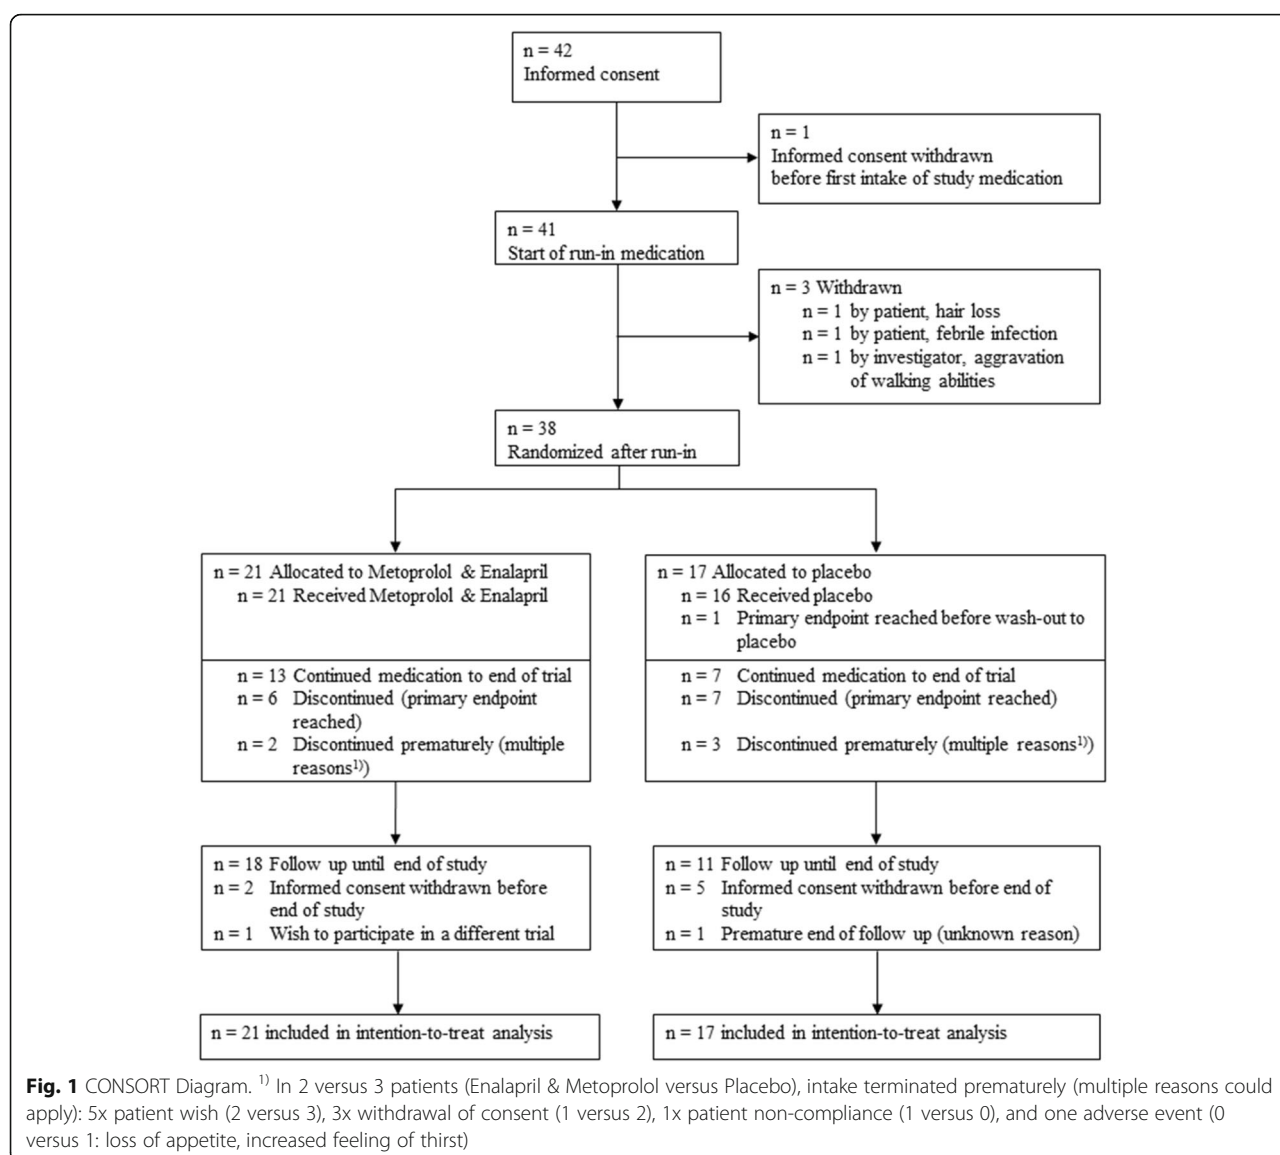 n = 42
Informed consent
n = 1
Informed consent withdrawn
before first intake of study medication
n = 41
Start of run-in medication
n = 3 Withdrawn
n = 1 by patient, hair loss
n = 1 by patient, febrile infection
n = 1 by investigator, aggravation
of walking abilities
n = 38
Randomized after run-in
n = 21 Allocated to Metoprolol & Enalapril
n = 21 Received Metoprolol & Enalapril
n = 13 Continued medication to end of trial
n = 6 Discontinued (primary endpoint
reached)
n = 2 Discontinued prematurely (multiple
reasons¹⁾)
n = 17 Allocated to placebo
n = 16 Received placebo
n = 1 Primary endpoint reached before wash-out to
placebo
n = 7 Continued medication to end of trial
n = 7 Discontinued (primary endpoint reached)
n = 3 Discontinued prematurely (multiple reasons¹⁾)
n = 18 Follow up until end of study
n = 2 Informed consent withdrawn before
end of study
n = 1 Wish to participate in a different trial
n = 11 Follow up until end of study
n = 5 Informed consent withdrawn before end of
study
n = 1 Premature end of follow up (unknown reason)
n = 21 included in intention-to-treat analysis
n = 17 included in intention-to-treat analysis
Fig. 1 CONSORT Diagram. ¹⁾ In 2 versus 3 patients (Enalapril & Metoprolol versus Placebo), intake terminated prematurely (multiple reasons could
apply): 5x patient wish (2 versus 3), 3x withdrawal of consent (1 versus 2), 1x patient non-compliance (1 versus 0), and one adverse event (0
versus 1: loss of appetite, increased feeling of thirst)